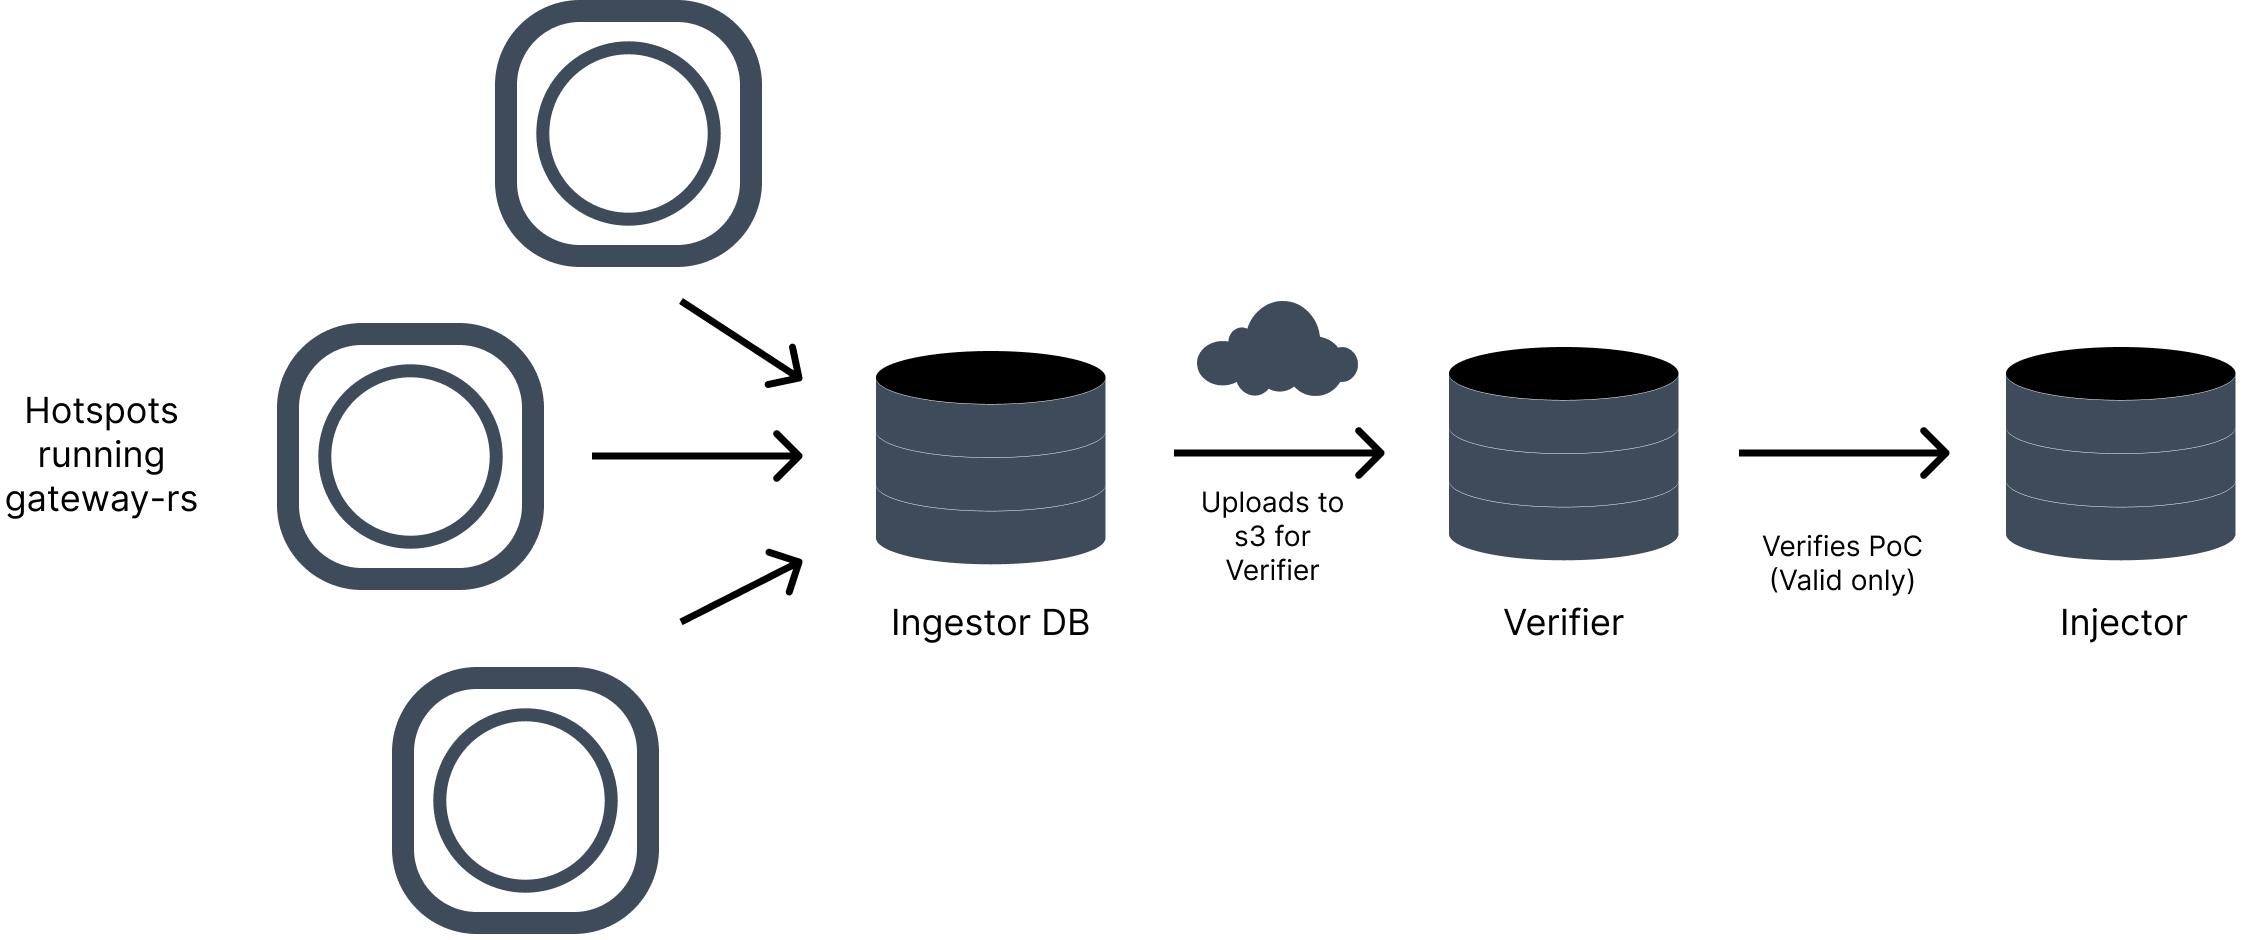 Hotspots
running
gateway-rs
Ingestor DB
Uploads to
s3 for
Verifier
Verifier
Verifies PoC
(Valid only)
Injector